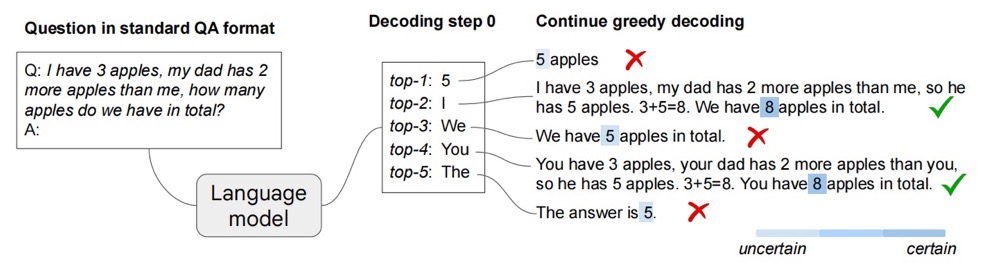 Question in standard QA format
Q: I have 3 apples, my dad has 2
more apples than me, how many
apples do we have in total?
A:
Language
model
Decoding step 0
top-1: 5
top-2: I
top-3: We
top-4: You
top-5: The
Continue greedy decoding
5 apples
I have 3 apples, my dad has 2 more apples than me, so he
has 5 apples. 3+5=8. We have 8 apples in total.
We have 5 apples in total.
You have 3 apples, your dad has 2 more apples than you,
so he has 5 apples. 3+5=8. You have 8 apples in total.
The answer is 5.
uncertain
certain